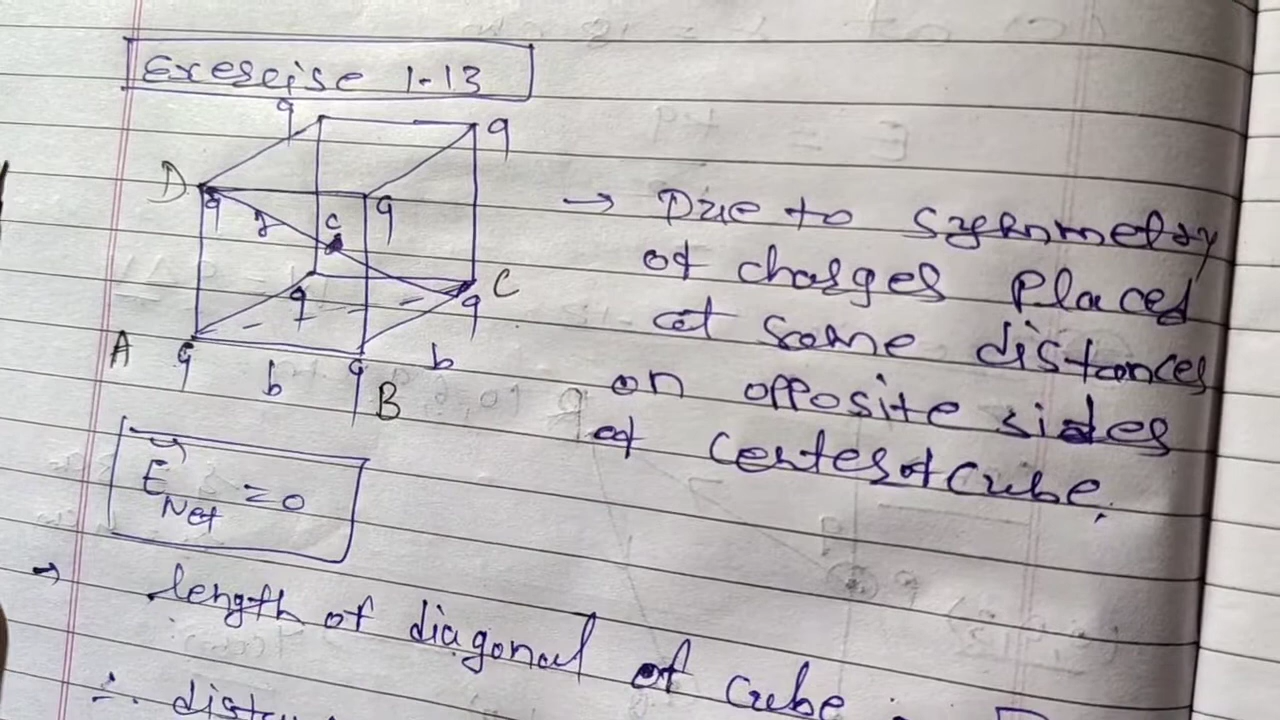 Exercise 1.13
q
q
D
q
r
c
q
→ Due to symmetry
of charges placed
at same distances
on opposite sides
of center of cube.
q
C
q
A
q
b
q
b
B
E Net = 0
→ length of diagonal of cube
∴